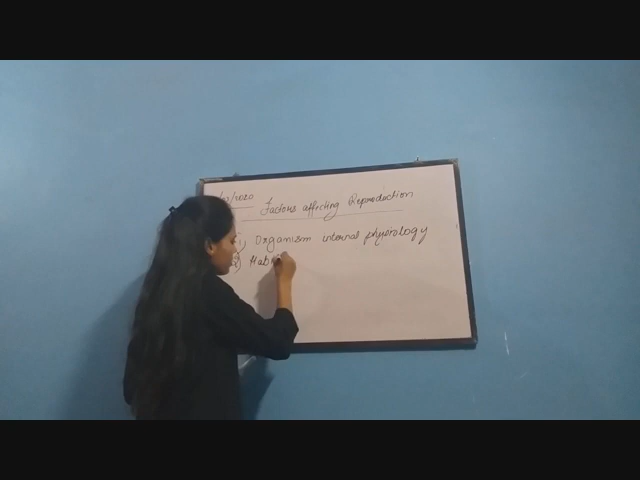 /2020
Factors affecting Reproduction
1) Organism internal physiology
2) Habi